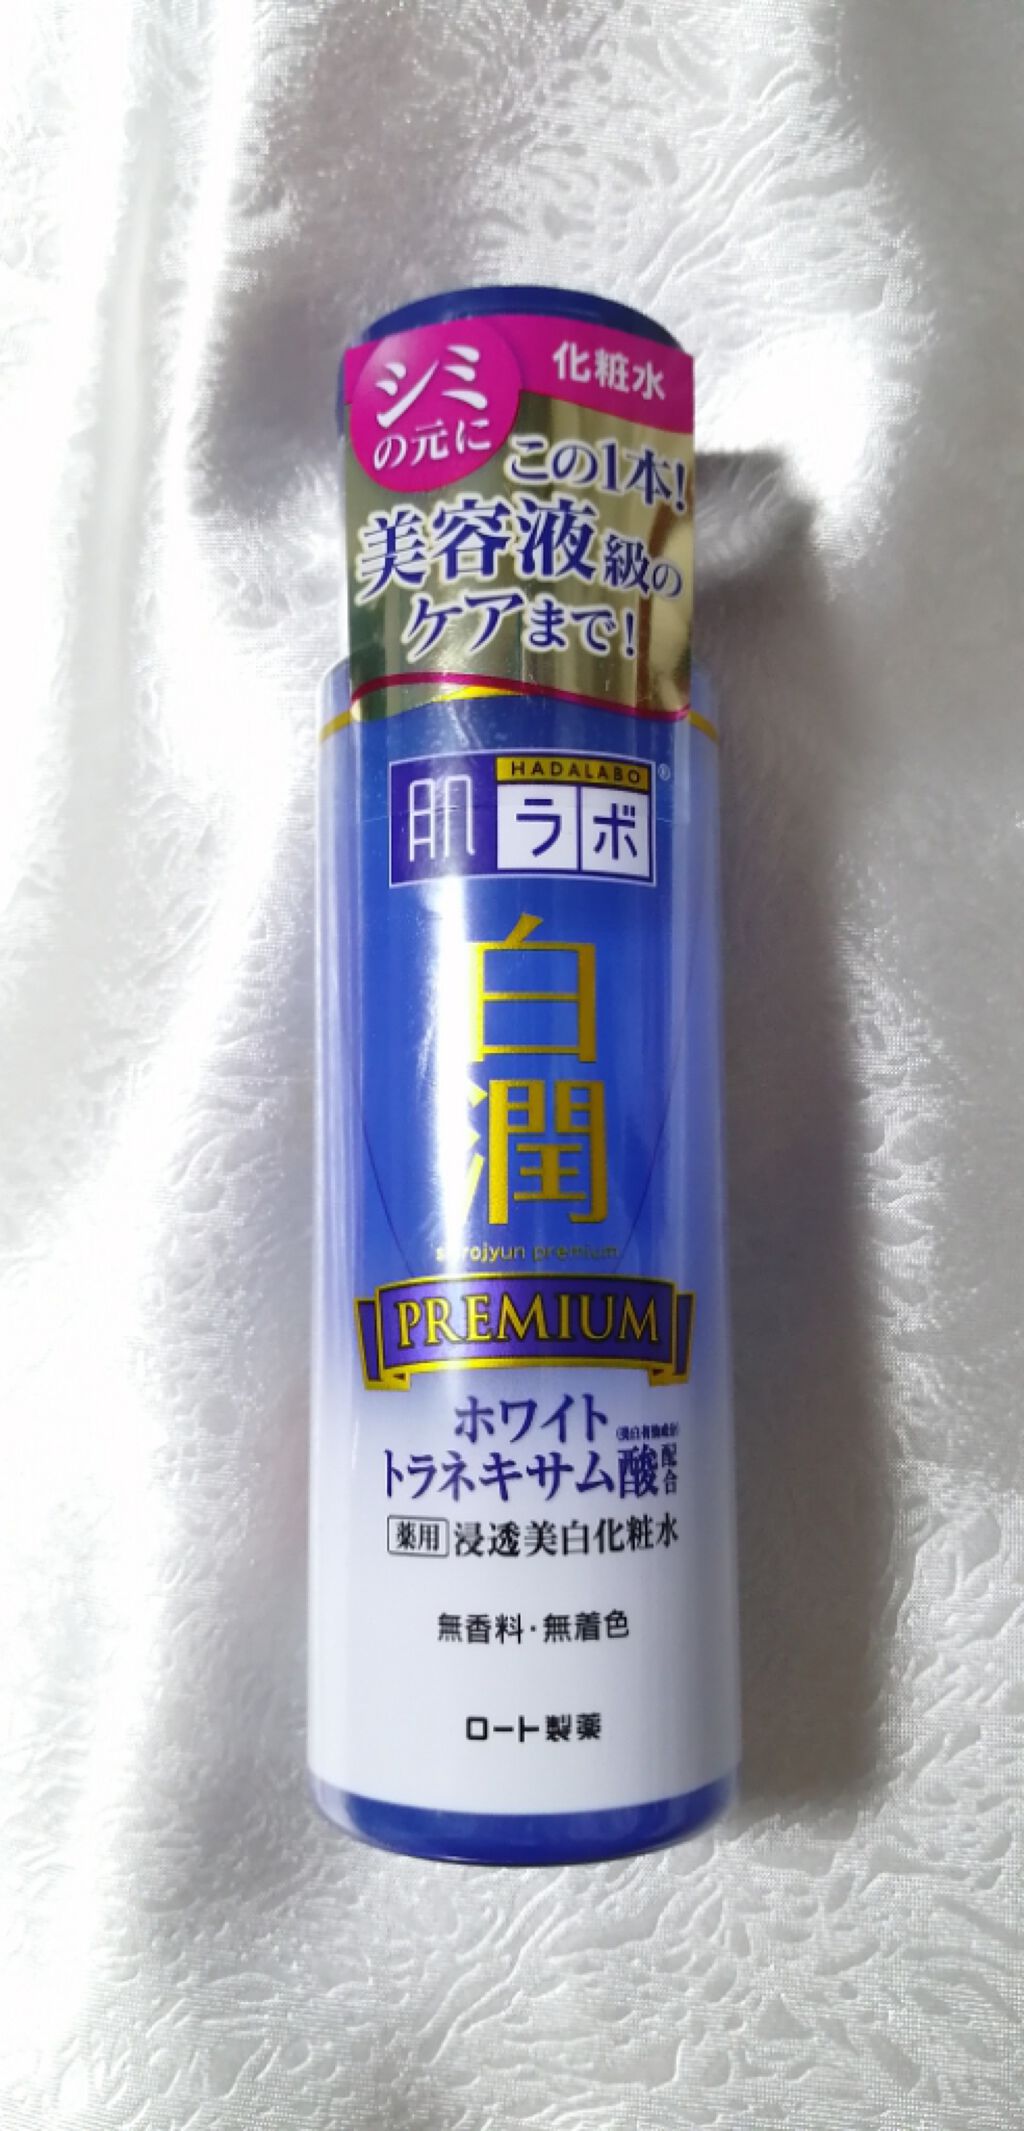 化粧水
シミ
の元に
この1本!
美容液級の
ケアまで!
HADALABO®
肌ラボ
白
潤
shirojyun premium
PREMIUM
ホワイト
(美白有効成分)
トラネキサム酸配合
薬用 浸透美白化粧水
無香料・無着色
ロート製薬